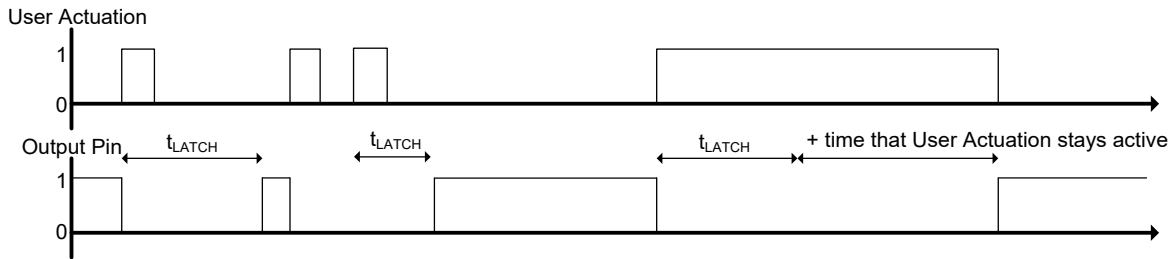 User Actuation
1
0
Output Pin
tLATCH
tLATCH
tLATCH
+ time that User Actuation stays active
1
0